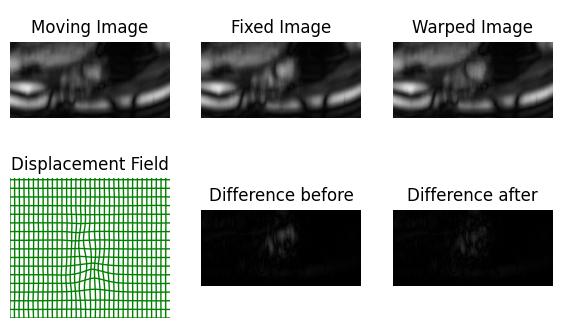 Moving Image
Fixed Image
Warped Image
Displacement Field
Difference before
Difference after